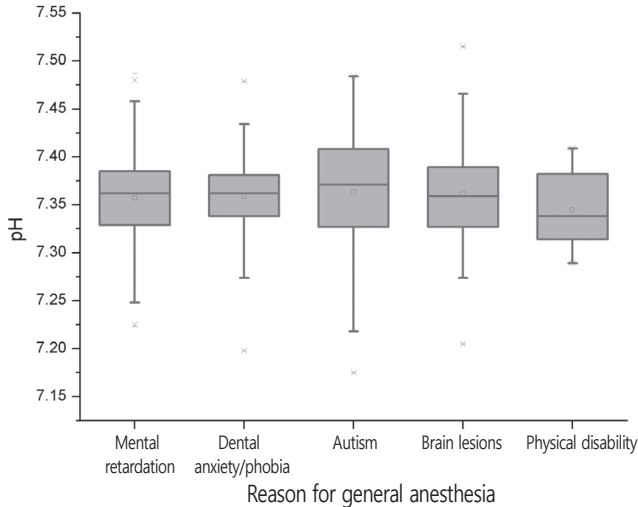 7.55
7.50
7.45
7.40
7.35
7.30
7.25
7.20
7.15
pH
Mental
retardation
Dental
anxiety/phobia
Autism
Brain lesions
Physical disability
Reason for general anesthesia